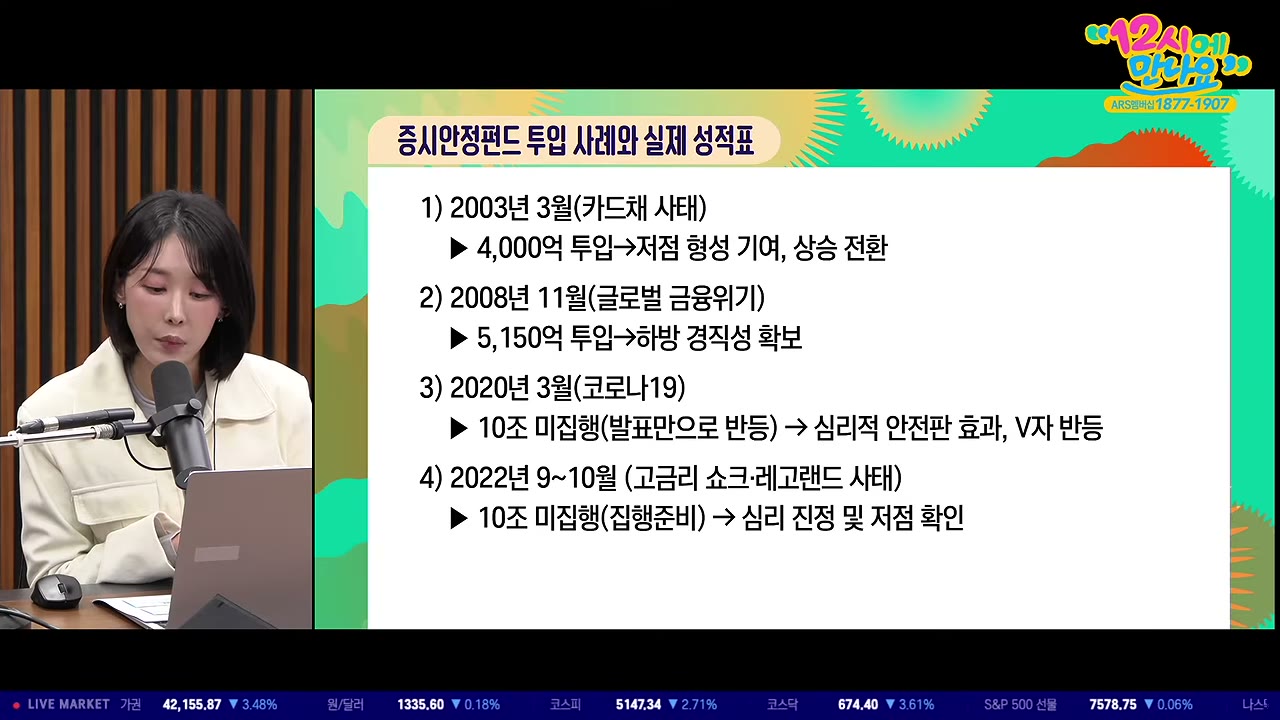 “12시에
만나요”
ARS멤버십 1877-1907
증시안정펀드 투입 사례와 실제 성적표
1) 2003년 3월(카드채 사태)
▶ 4,000억 투입→저점 형성 기여, 상승 전환
2) 2008년 11월(글로벌 금융위기)
▶ 5,150억 투입→하방 경직성 확보
3) 2020년 3월(코로나19)
▶ 10조 미집행(발표만으로 반등) → 심리적 안전판 효과, V자 반등
4) 2022년 9~10월 (고금리 쇼크·레고랜드 사태)
▶ 10조 미집행(집행준비) → 심리 진정 및 저점 확인
● LIVE MARKET 가권 42,155.87 ▼ 3.48% 원/달러 1335.60 ▼ 0.18% 코스피 5147.34 ▼ 2.71% 코스닥 674.40 ▼ 3.61% S&P 500 선물 7578.75 ▼ 0.06%